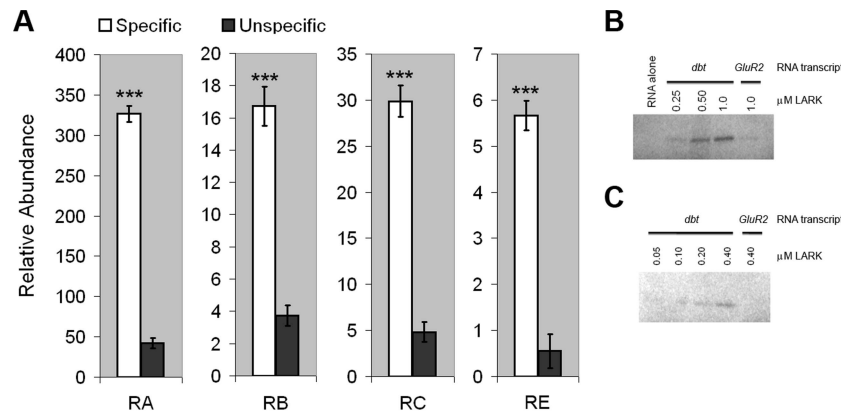 A
Specific
Unspecific
Relative Abundance
400
350
300
250
200
150
100
50
0
***
RA
20
18
16
14
12
10
8
6
4
2
0
***
RB
35
30
25
20
15
10
5
0
***
RC
7
6
5
4
3
2
1
0
***
RE
B
RNA alone
dbt GluR2 RNA transcript
0.25 0.50 1.0 1.0 μM LARK
C
dbt GluR2 RNA transcript
0.05 0.10 0.20 0.40 0.40 μM LARK